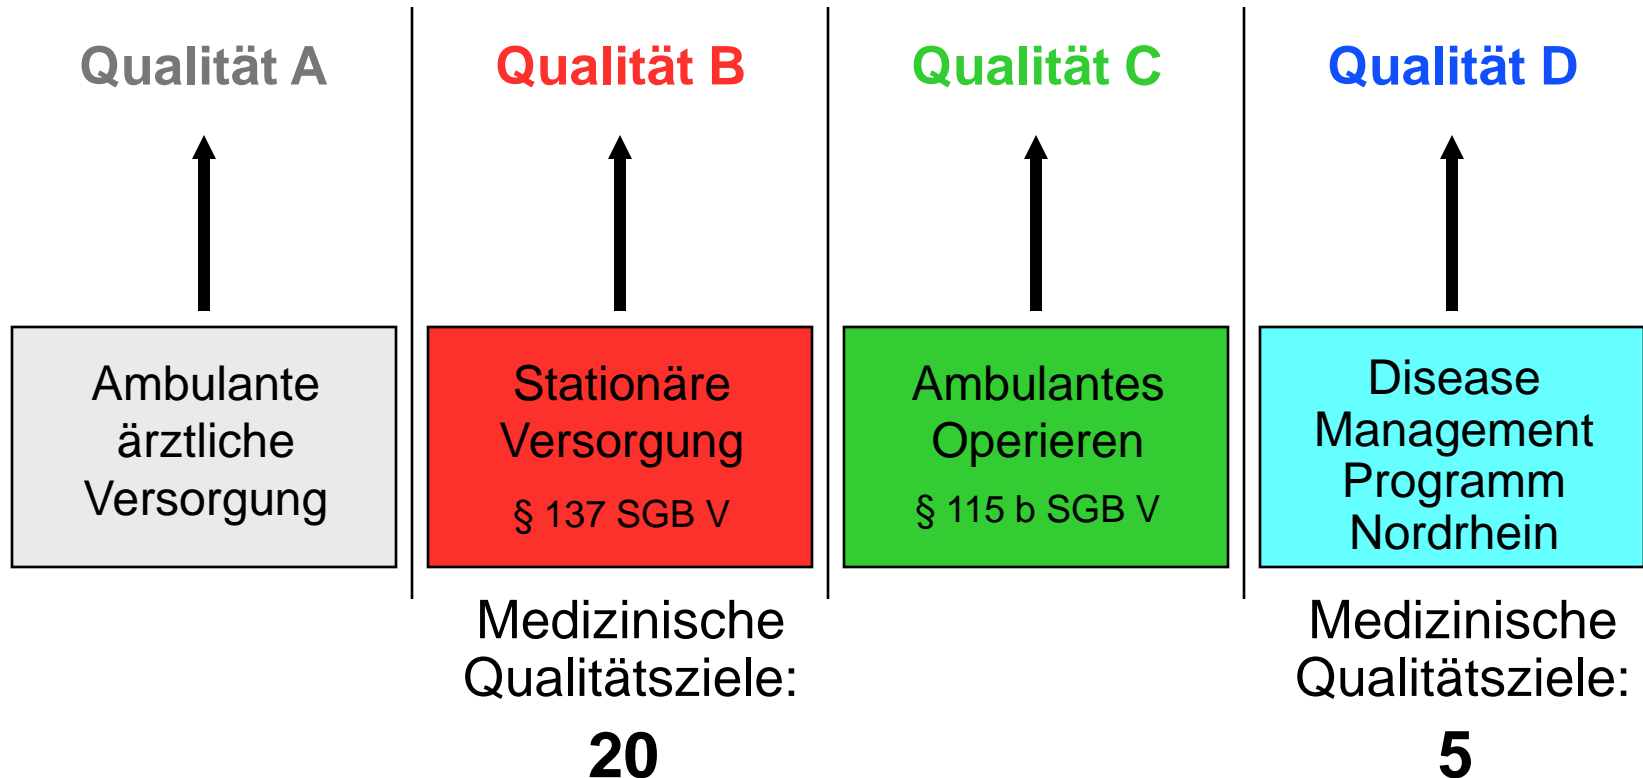 Qualität A
Qualität B
Qualität C
Qualität D
Ambulante
ärztliche
Versorgung
Stationäre
Versorgung
§ 137 SGB V
Ambulantes
Operieren
§ 115 b SGB V
Disease
Management
Programm
Nordrhein
Medizinische
Qualitätsziele:
20
Medizinische
Qualitätsziele:
5